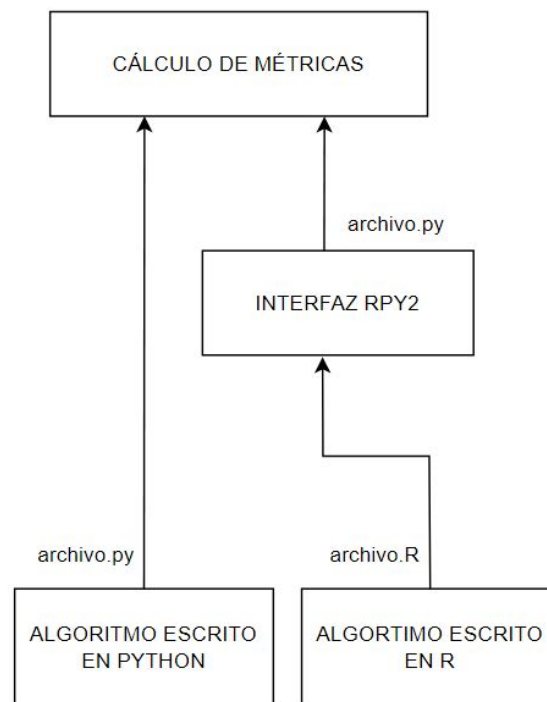 CÁLCULO DE MÉTRICAS
archivo.py
INTERFAZ RPY2
archivo.py
archivo.R
ALGORITMO ESCRITO
EN PYTHON
ALGORTIMO ESCRITO
EN R